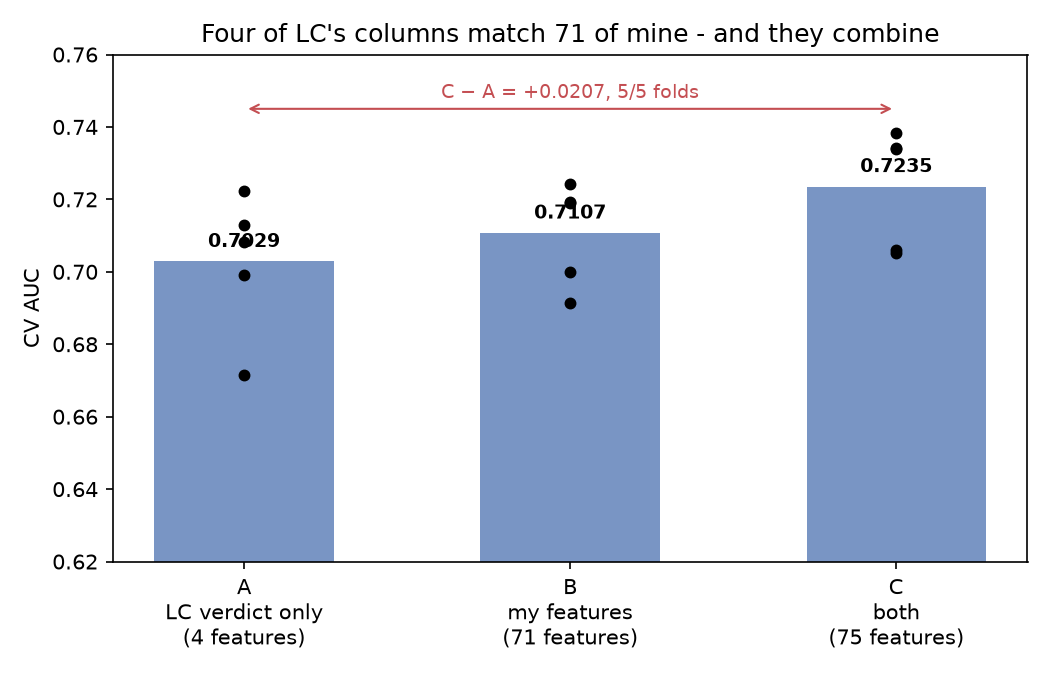 Four of LC's columns match 71 of mine - and they combine
0.76
0.74
0.72
0.70
0.68
0.66
0.64
0.62
CV AUC
C − A = +0.0207, 5/5 folds
0.7029
0.7107
0.7235
A
LC verdict only
(4 features)
B
my features
(71 features)
C
both
(75 features)